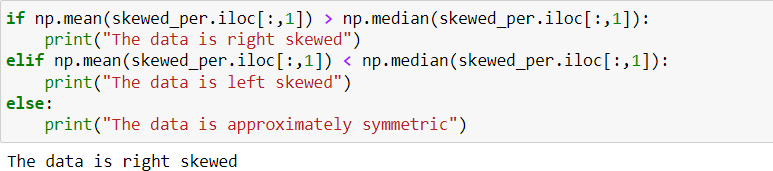 if np.mean(skewed_per.iloc[:,1]) > np.median(skewed_per.iloc[:,1]):
    print("The data is right skewed")
elif np.mean(skewed_per.iloc[:,1]) < np.median(skewed_per.iloc[:,1]):
    print("The data is left skewed")
else:
    print("The data is approximately symmetric")
The data is right skewed